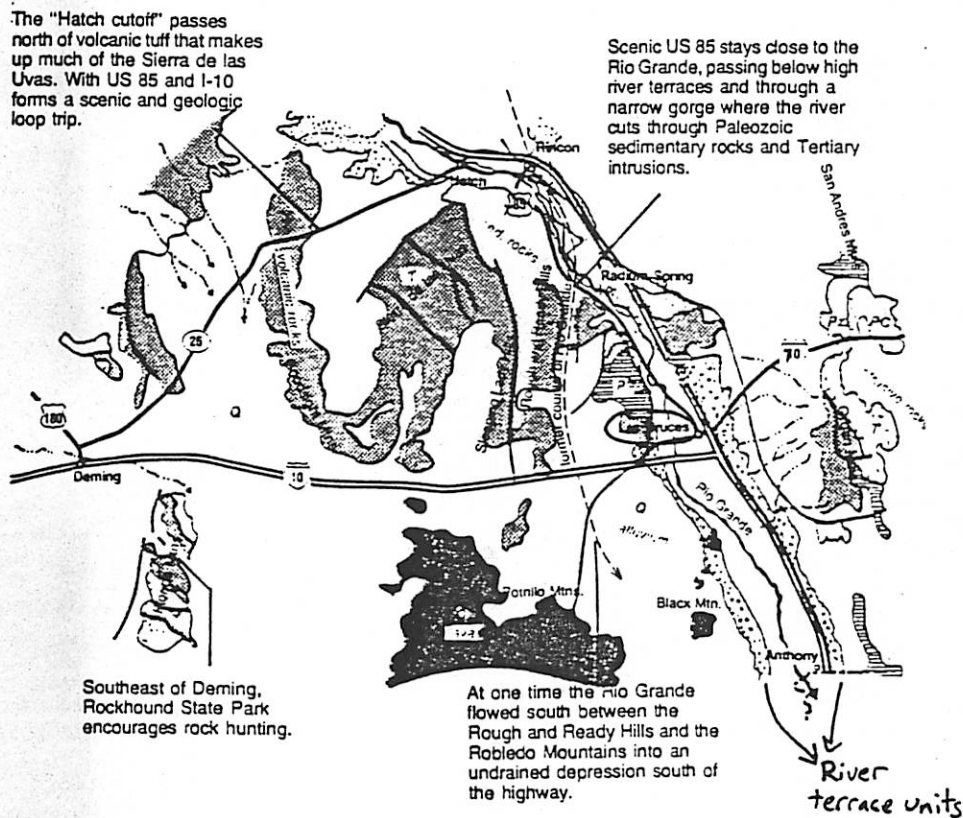 The "Hatch cutoff" passes
north of volcanic tuff that makes
up much of the Sierra de las
Uvas. With US 85 and I-10
forms a scenic and geologic
loop trip.
Scenic US 85 stays close to the
Rio Grande, passing below high
river terraces and through a
narrow gorge where the river
cuts through Paleozoic
sedimentary rocks and Tertiary
intrusions.
San Andres Mts
Rincon
Hatch
85
rocks
Radium Spring
26
70
180
Q
Las Cruces
Deming
10
Rio Grande
Q
alluvium
Potrillo Mtns.
Black Mtn.
Anthony
Southeast of Deming,
Rockhound State Park
encourages rock hunting.
At one time the Rio Grande
flowed south between the
Rough and Ready Hills and the
Robledo Mountains into an
undrained depression south of
the highway.
River
terrace units